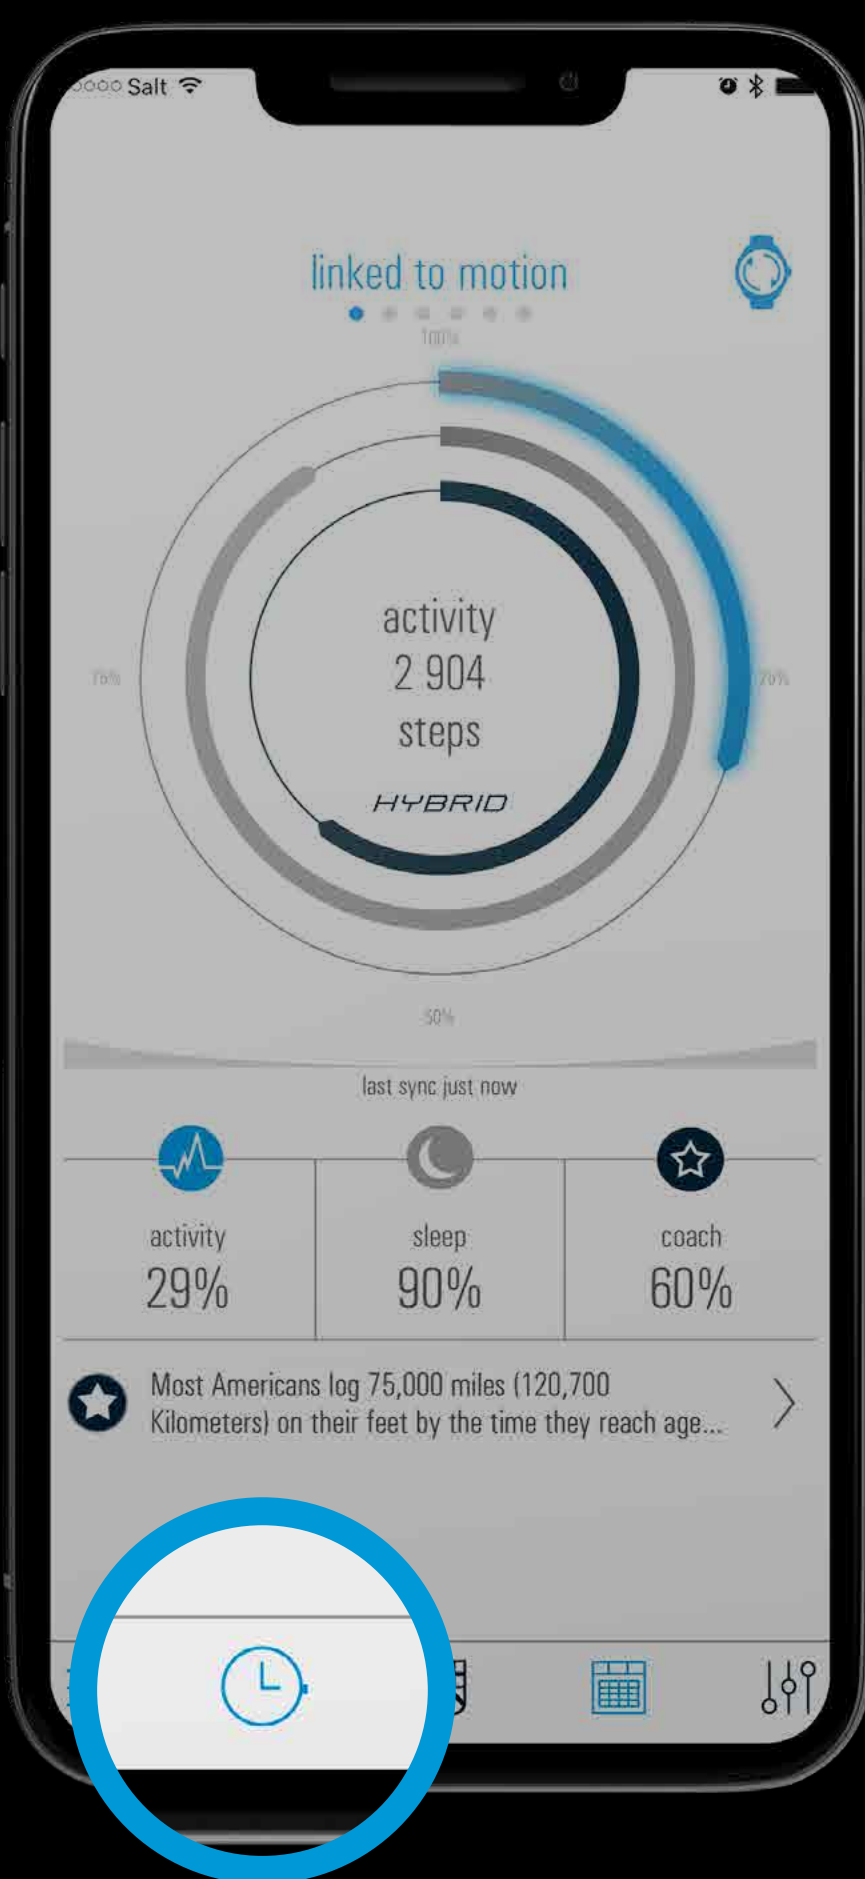 Salt
linked to motion
100%
activity
2 904
steps
HYBRID
75%
50%
last sync just now
activity
29%
sleep
90%
coach
60%
Most Americans log 75,000 miles (120,700
Kilometers) on their feet by the time they reach age...